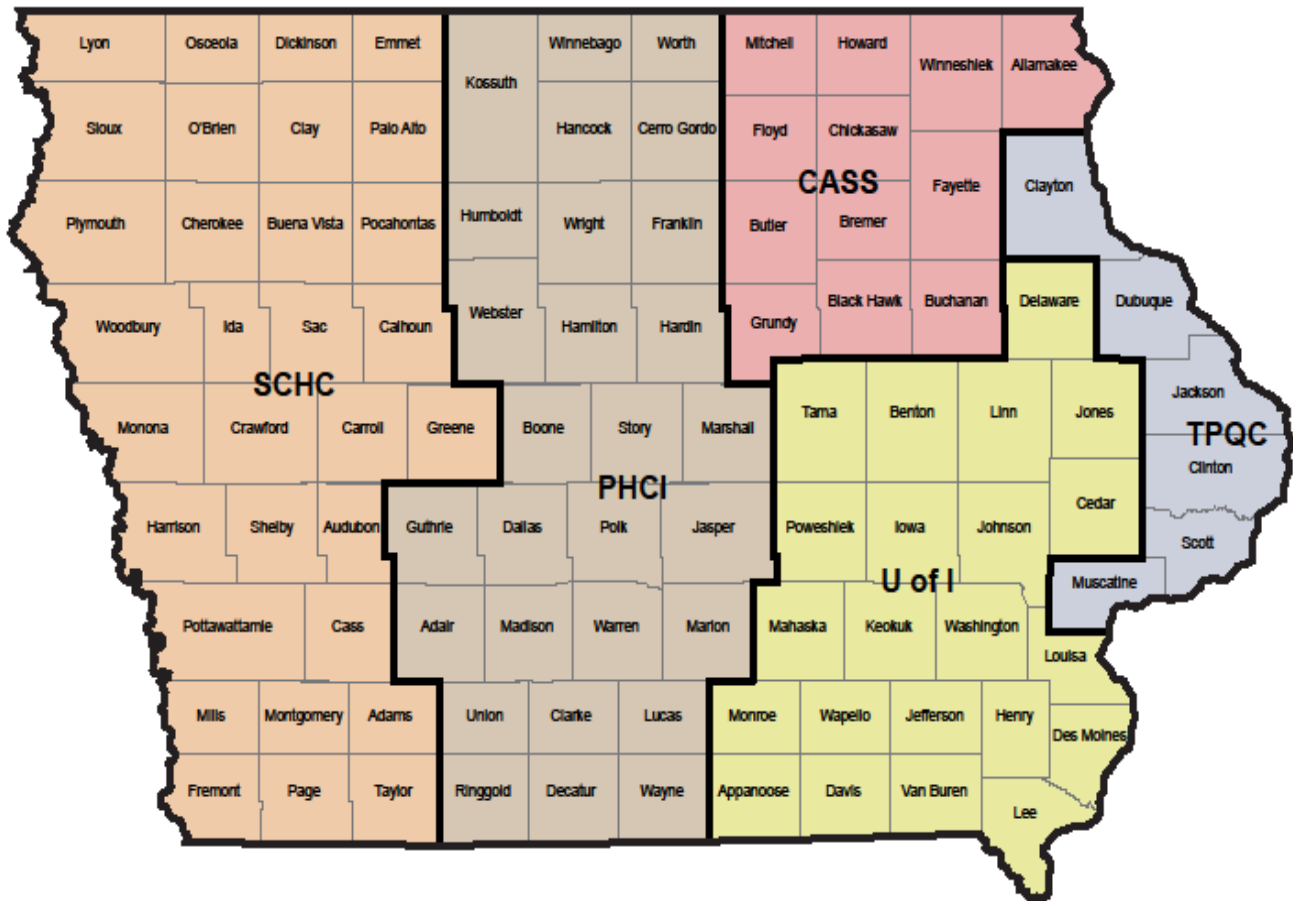 Lyon
Osceola
Dickinson
Emmet
Kossuth
Winnebago
Worth
Mitchell
Howard
Winneshiek
Allamakee
Sioux
O'Brien
Clay
Palo Alto
Hancock
Cerro Gordo
Floyd
Chickasaw
CASS
Fayette
Clayton
Plymouth
Cherokee
Buena Vista
Pocahontas
Humboldt
Wright
Franklin
Butler
Bremer
Woodbury
Ida
Sac
Calhoun
Webster
Hamilton
Hardin
Grundy
Black Hawk
Buchanan
Delaware
Dubuque
SCHC
Monona
Crawford
Carroll
Greene
Boone
Story
Marshall
Tama
Benton
Linn
Jones
Jackson
TPQC
Clinton
PHCI
Harrison
Shelby
Audubon
Guthrie
Dallas
Polk
Jasper
Poweshiek
Iowa
Johnson
Cedar
Scott
U of I
Muscatine
Pottawattamie
Cass
Adair
Madison
Warren
Marion
Mahaska
Keokuk
Washington
Louisa
Mills
Montgomery
Adams
Union
Clarke
Lucas
Monroe
Wapello
Jefferson
Henry
Des Moines
Fremont
Page
Taylor
Ringgold
Decatur
Wayne
Appanoose
Davis
Van Buren
Lee